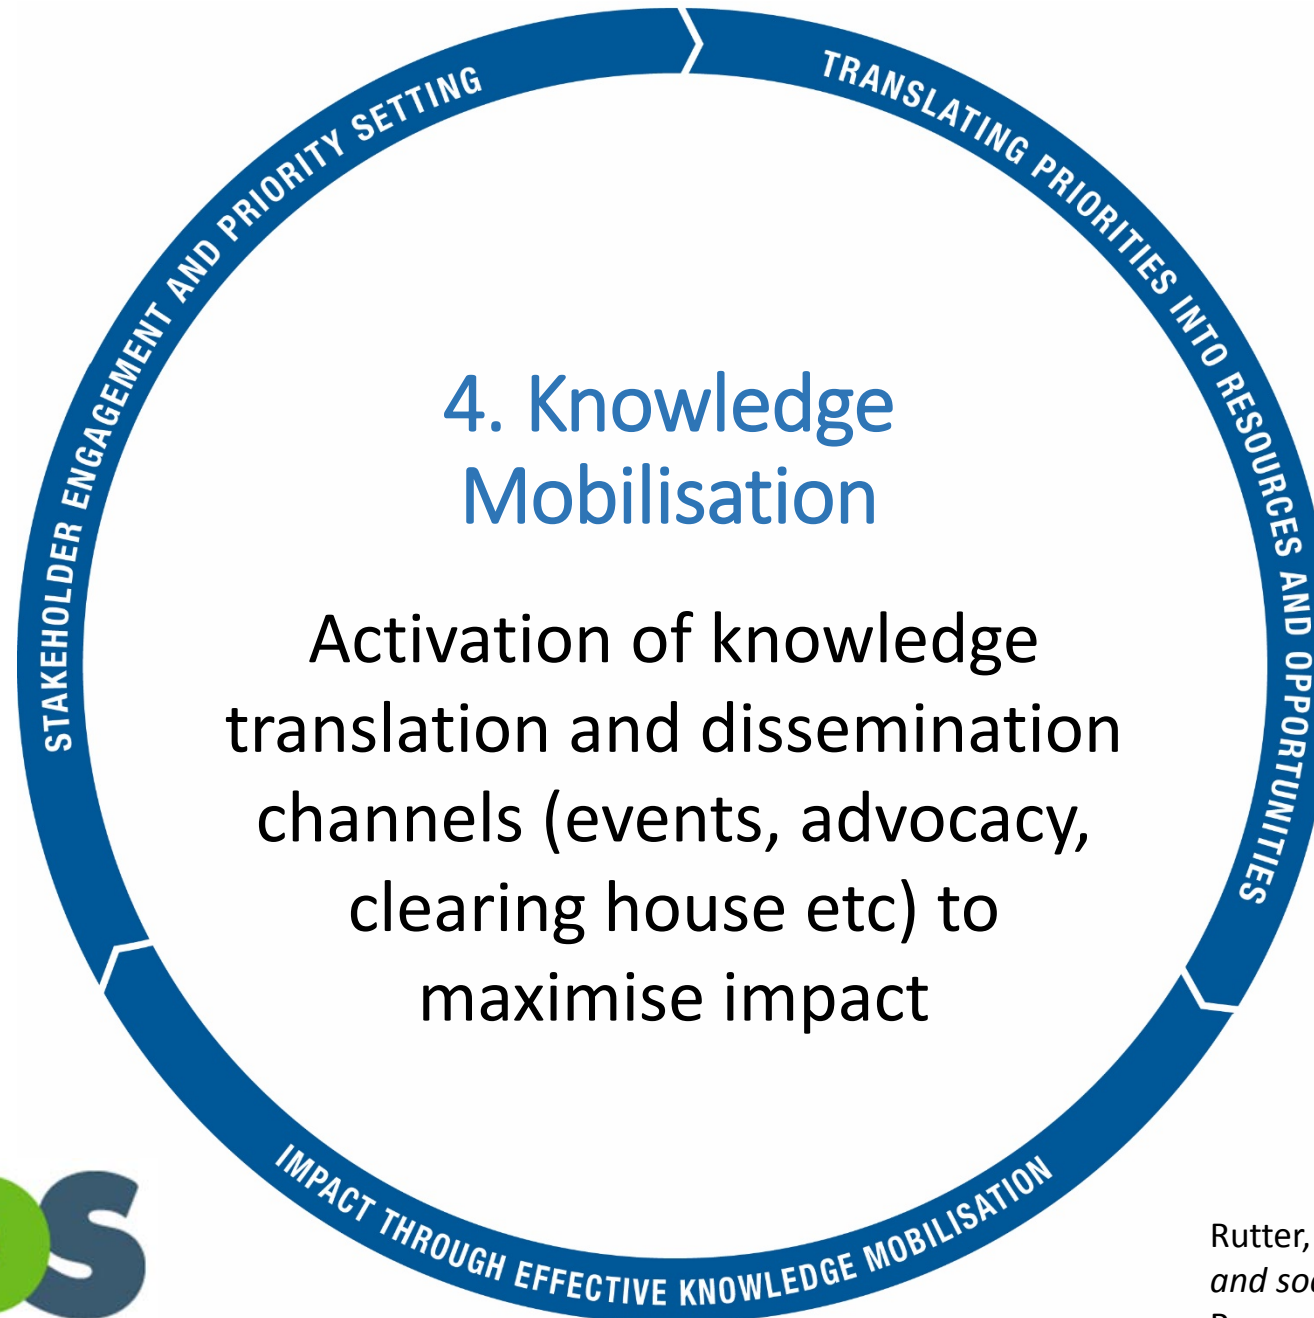 STAKEHOLDER ENGAGEMENT AND PRIORITY SETTING
TRANSLATING PRIORITIES INTO RESOURCES AND OPPORTUNITIES
4. Knowledge
Mobilisation
Activation of knowledge
translation and dissemination
channels (events, advocacy,
clearing house etc) to
maximise impact
IMPACT THROUGH EFFECTIVE KNOWLEDGE MOBILISATION
S
Rutter,
and